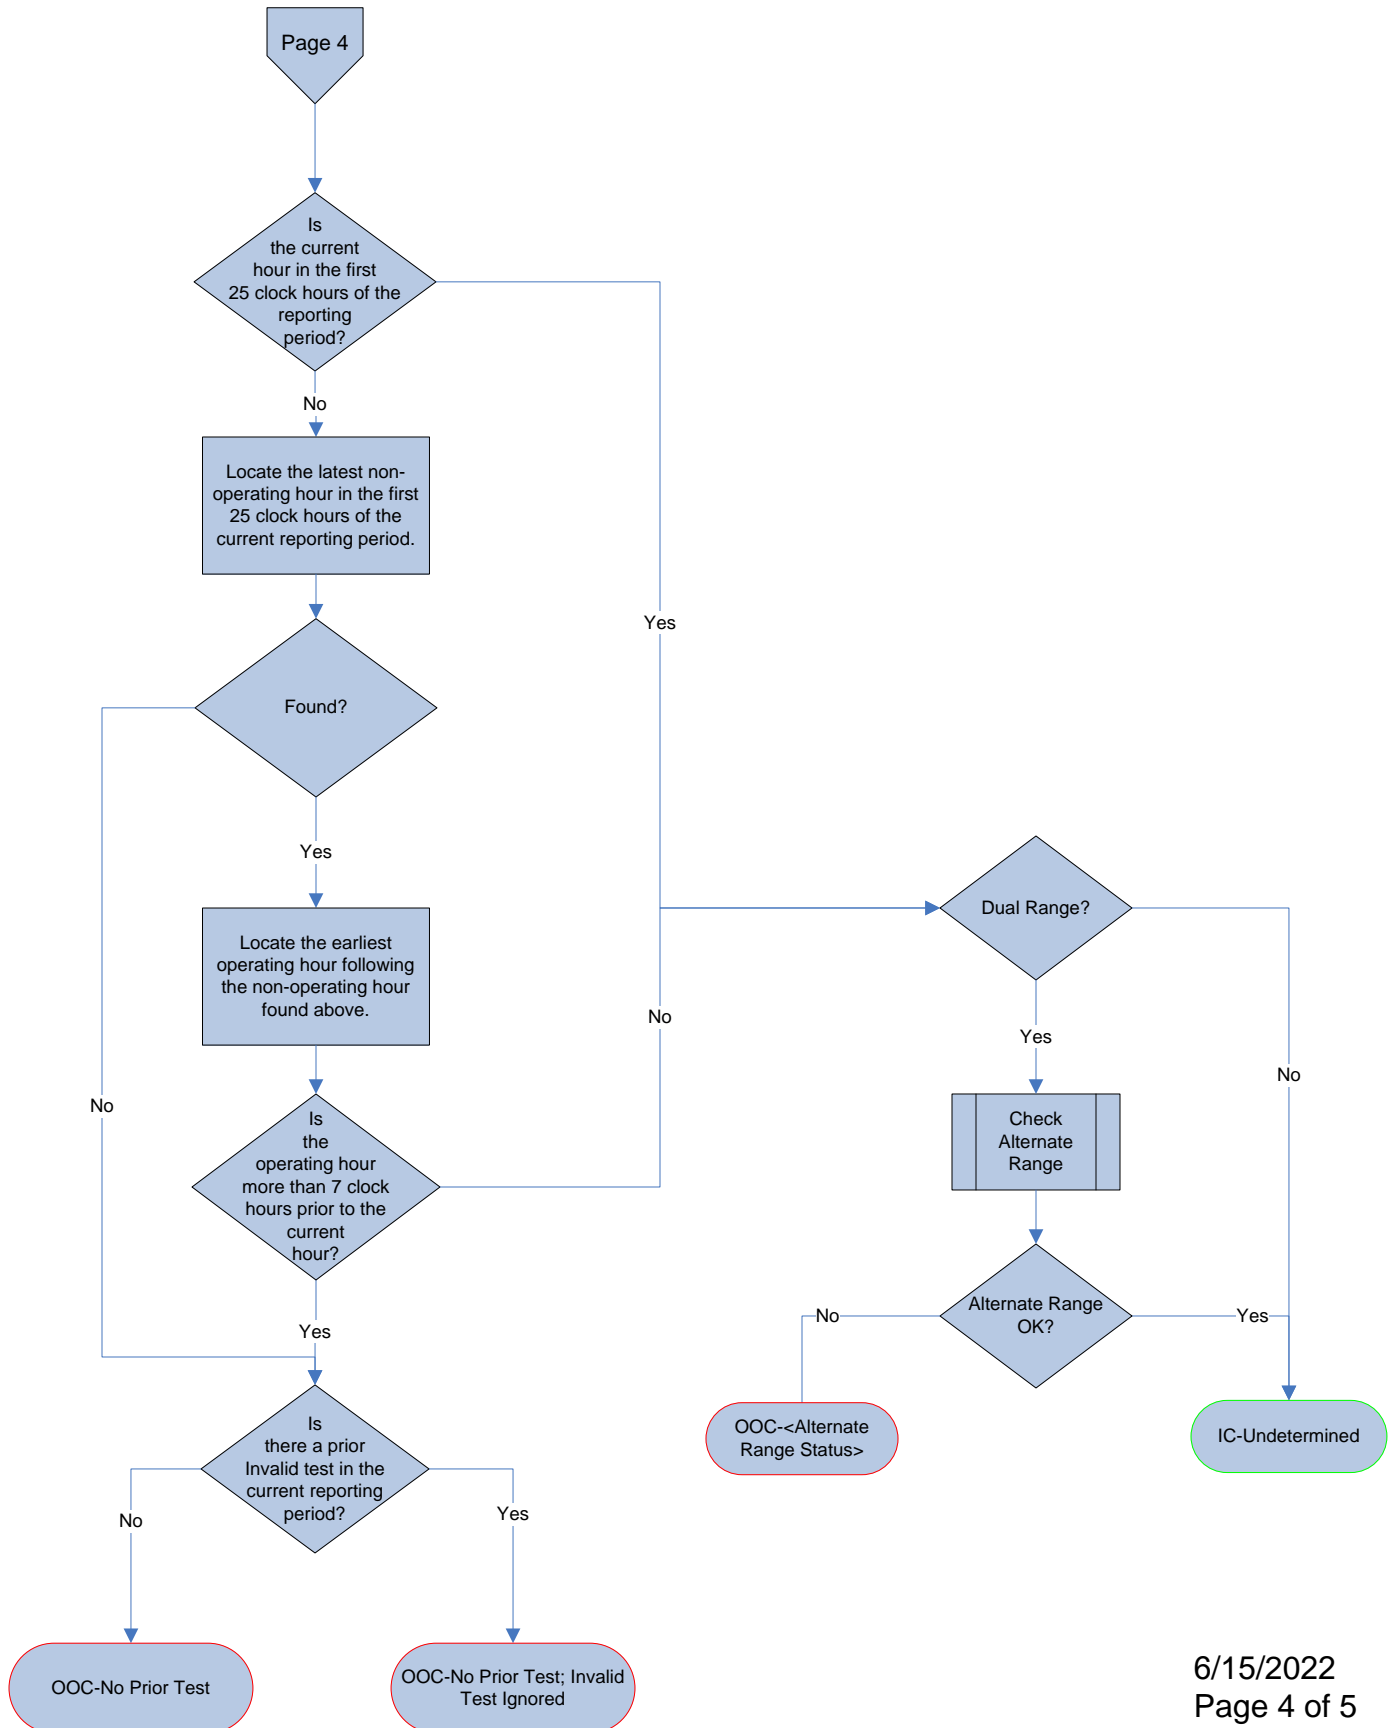 Page 4
Is
the current
hour in the first
25 clock hours of the
reporting
period?
No
Yes
Locate the latest non-
operating hour in the first
25 clock hours of the
current reporting period.
Found?
Yes
No
Locate the earliest
operating hour following
the non-operating hour
found above.
Is
the
operating hour
more than 7 clock
hours prior to the
current
hour?
No
Yes
Is
there a prior
Invalid test in the
current reporting
period?
No
Yes
OOC-No Prior Test
OOC-No Prior Test; Invalid
Test Ignored
Dual Range?
Yes
No
Check
Alternate
Range
Alternate Range
OK?
No
Yes
OOC-<Alternate
Range Status>
IC-Undetermined
6/15/2022
Page 4 of 5